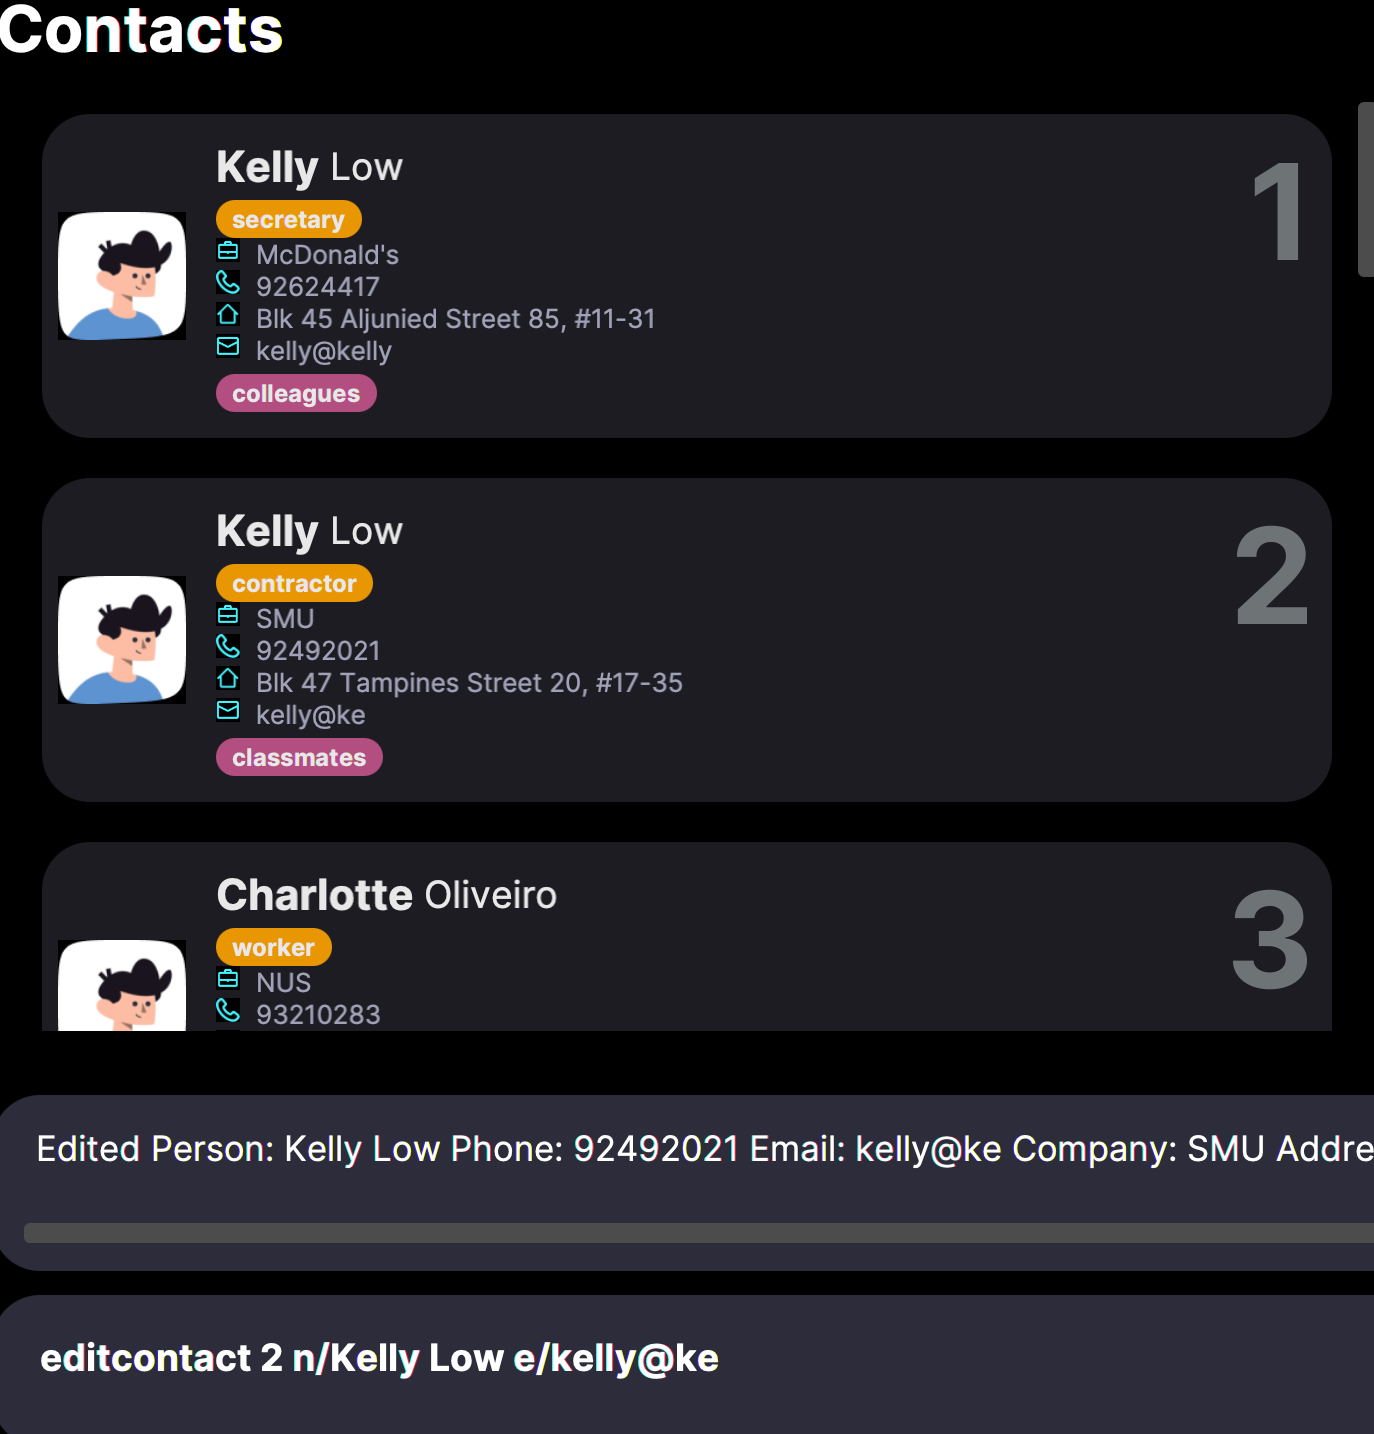 Contacts
Kelly Low
1
secretary
McDonald's
92624417
Blk 45 Aljunied Street 85, #11-31
kelly@kelly
colleagues
Kelly Low
2
contractor
SMU
92492021
Blk 47 Tampines Street 20, #17-35
kelly@ke
classmates
Charlotte Oliveiro
3
worker
NUS
93210283
Edited Person: Kelly Low Phone: 92492021 Email: kelly@ke Company: SMU Addre
editcontact 2 n/Kelly Low e/kelly@ke